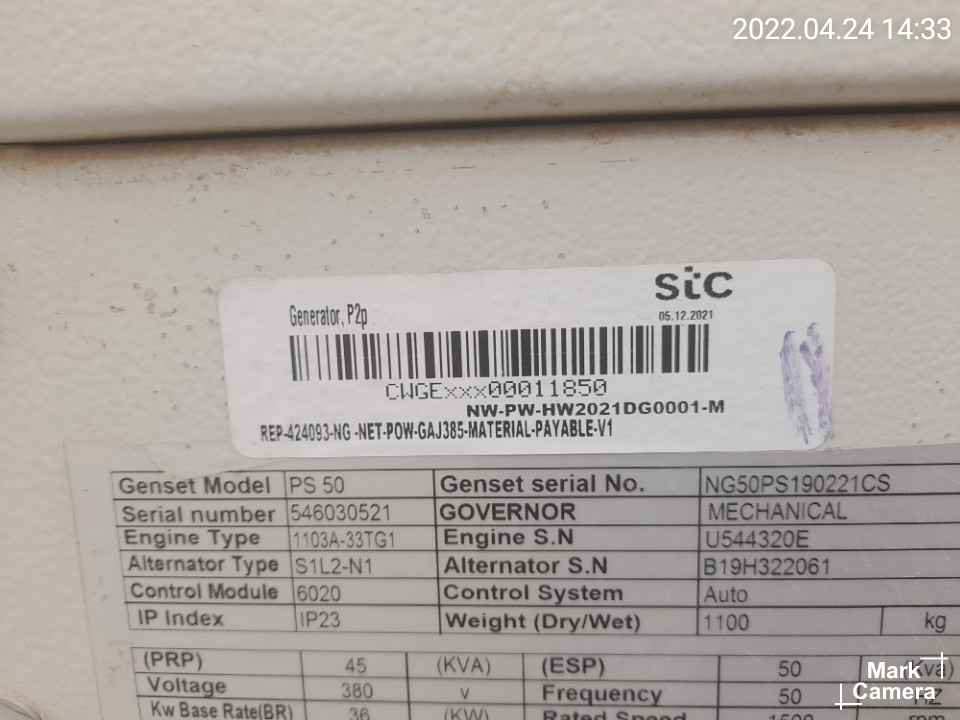 2022.04.24 14:33
stc
Generator, P2p
05.12.2021
CWGExxx00011850
NW-PW-HW2021DG0001-M
REP-424093-NG -NET-POW-GAJ385-MATERIAL-PAYABLE-V1
Genset Model PS 50 Genset serial No. NG50PS190221CS
Serial number 546030521 GOVERNOR MECHANICAL
Engine Type 1103A-33TG1 Engine S.N U544320E
Alternator Type S1L2-N1 Alternator S.N B19H322061
Control Module 6020 Control System Auto
IP Index IP23 Weight (Dry/Wet) 1100 kg
(PRP) 45 (KVA) (ESP) 50
Voltage 380 v Frequency 50 HZ
Kw Base Rate(BR) 36 (KW) Rated Speed 1500 rpm
Mark
Camera